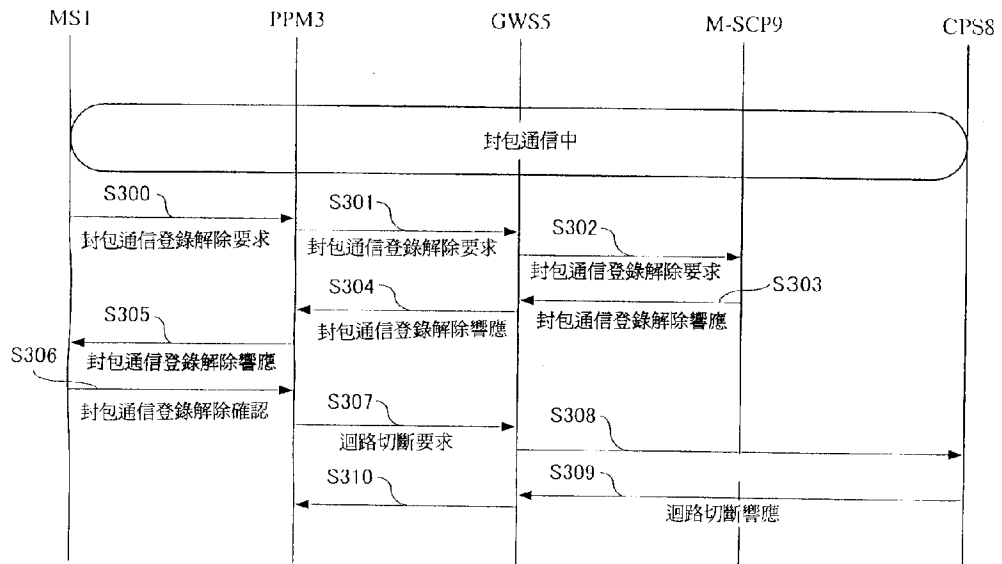 MS1
PPM3
GWS5
M-SCP9
CPS8
封包通信中
S300
封包通信登錄解除要求
S301
封包通信登錄解除要求
S302
封包通信登錄解除要求
S303
封包通信登錄解除響應
S304
封包通信登錄解除響應
S305
封包通信登錄解除響應
S306
封包通信登錄解除確認
S307
迴路切斷要求
S308
S309
迴路切斷響應
S310